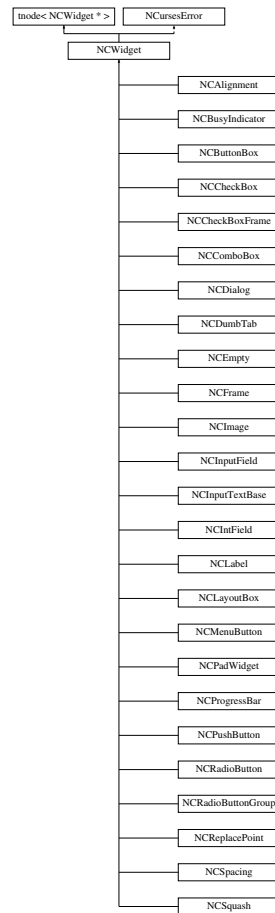 tnode< NCWidget * >
NCursesError
NCWidget
NCAlignment
NCBusyIndicator
NCButtonBox
NCCheckBox
NCCheckBoxFrame
NCComboBox
NCDialog
NCDumbTab
NCEmpty
NCFrame
NCImage
NCInputField
NCInputTextBase
NCIntField
NCLabel
NCLayoutBox
NCMenuButton
NCPadWidget
NCProgressBar
NCPushButton
NCRadioButton
NCRadioButtonGroup
NCReplacePoint
NCSpacing
NCSquash